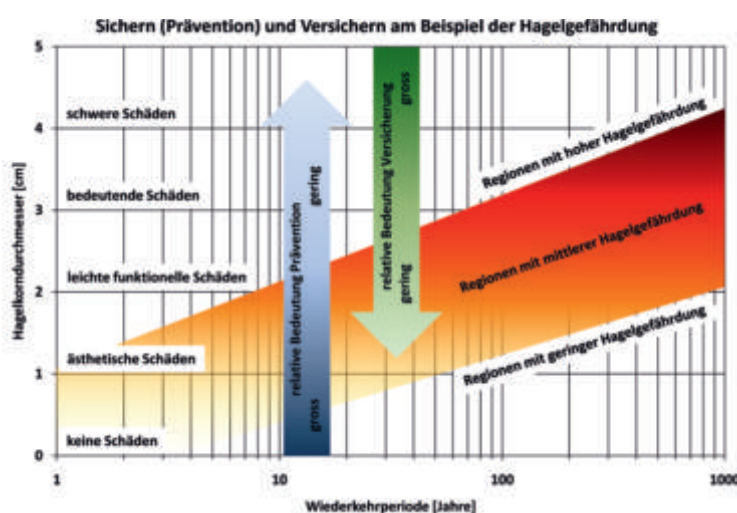 Sichern (Prävention) und Versichern am Beispiel der Hagelgefährdung
Hagelkorndurchmesser [cm]
5
4
3
2
1
0
schwere Schäden
bedeutende Schäden
leichte funktionelle Schäden
ästhetische Schäden
keine Schäden
relative Bedeutung Prävention
gering
gross
relative Bedeutung Versicherung
gross
gering
Regionen mit hoher Hagelgefährdung
Regionen mit mittlerer Hagelgefährdung
Regionen mit geringer Hagelgefährdung
1
10
100
1000
Wiederkehrperiode [Jahre]